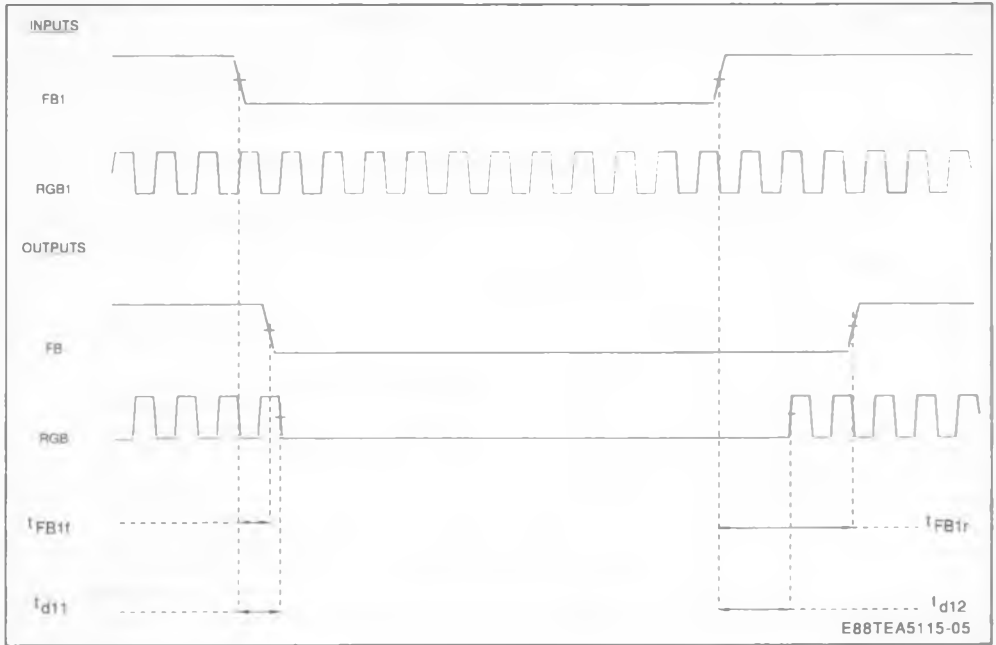 INPUTS
FB1
RGB1
OUTPUTS
FB
RGB
tFB1f
tFB1r
td11
td12
E88TEA5115-05